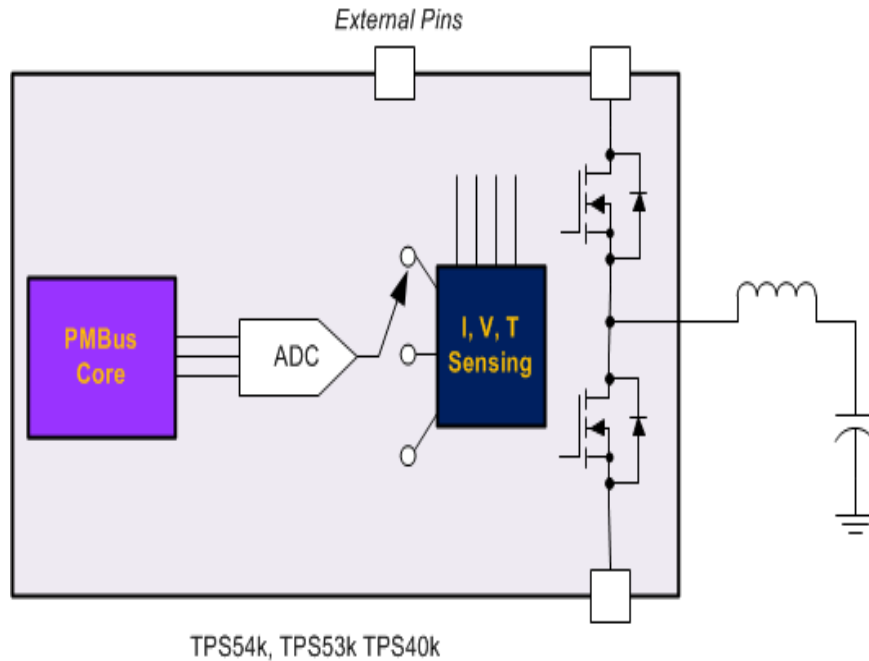 External Pins
PMBus
Core
ADC
I, V, T
Sensing
TPS54k, TPS53k TPS40k